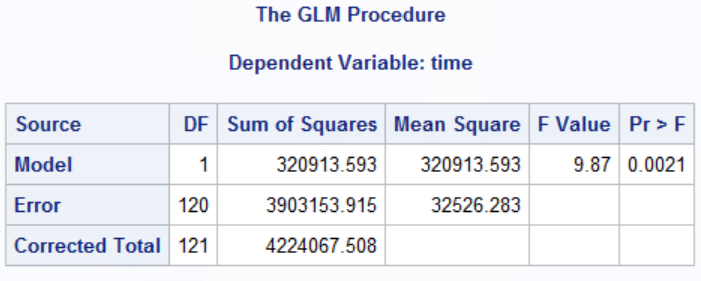 The GLM Procedure
Dependent Variable: time
Source DF Sum of Squares Mean Square F Value Pr > F
Model 1 320913.593 320913.593 9.87 0.0021
Error 120 3903153.915 32526.283
Corrected Total 121 4224067.508